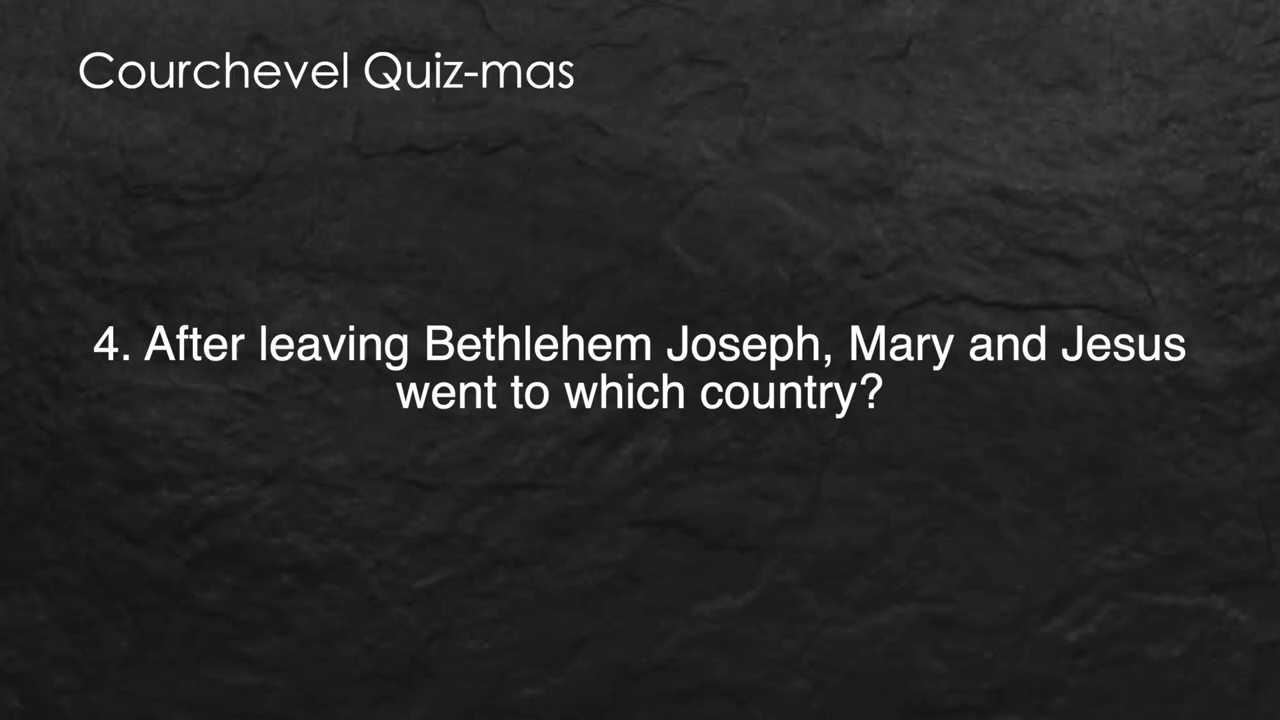 Courchevel Quiz-mas
4. After leaving Bethlehem Joseph, Mary and Jesus
went to which country?